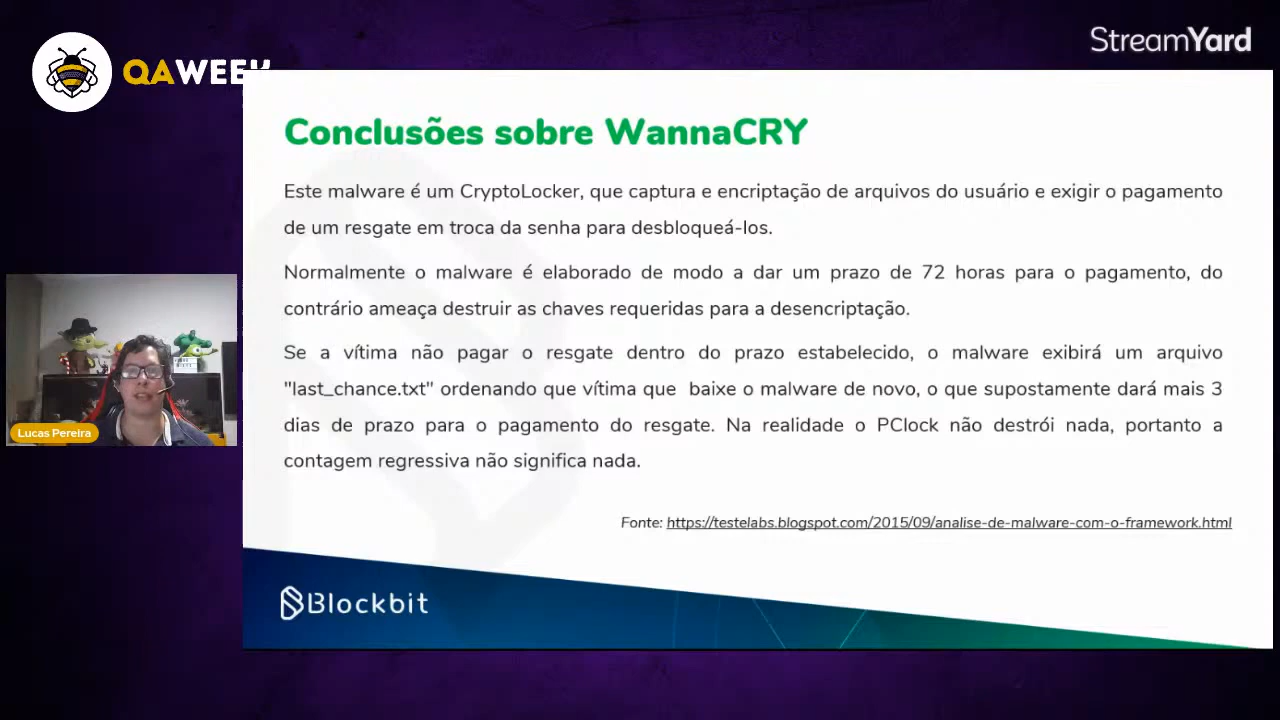 StreamYard
QAWEEK
Conclusões sobre WannaCRY
Este malware é um CryptoLocker, que captura e encriptação de arquivos do usuário e exigir o pagamento
de um resgate em troca da senha para desbloqueá-los.
Normalmente o malware é elaborado de modo a dar um prazo de 72 horas para o pagamento, do
contrário ameaça destruir as chaves requeridas para a desencriptação.
Se a vítima não pagar o resgate dentro do prazo estabelecido, o malware exibirá um arquivo
"last_chance.txt" ordenando que vítima que baixe o malware de novo, o que supostamente dará mais 3
dias de prazo para o pagamento do resgate. Na realidade o PClock não destrói nada, portanto a
contagem regressiva não significa nada.
Lucas Pereira
Fonte: https://testelabs.blogspot.com/2015/09/analise-de-malware-com-o-framework.html
Blockbit